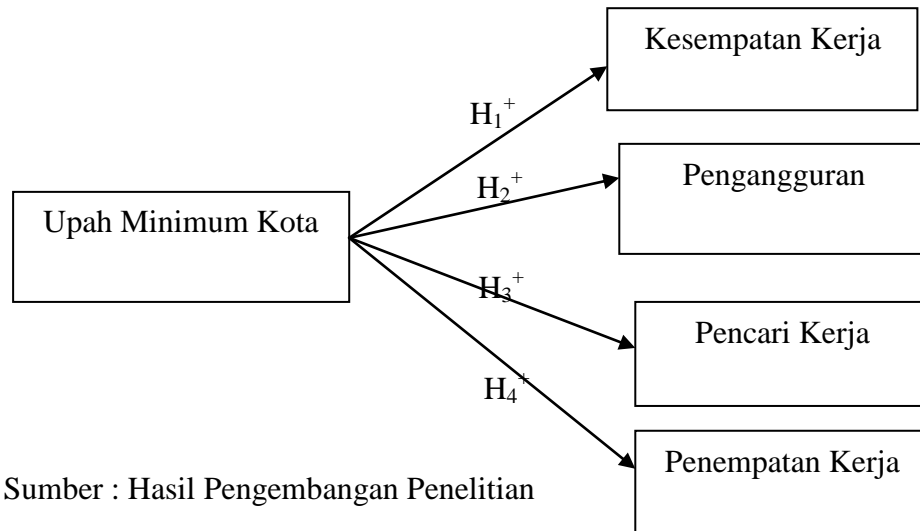 Kesempatan Kerja
H₁⁺
Pengangguran
H₂⁺
Upah Minimum Kota
H₃⁺
Pencari Kerja
H₄⁺
Penempatan Kerja
Sumber : Hasil Pengembangan Penelitian